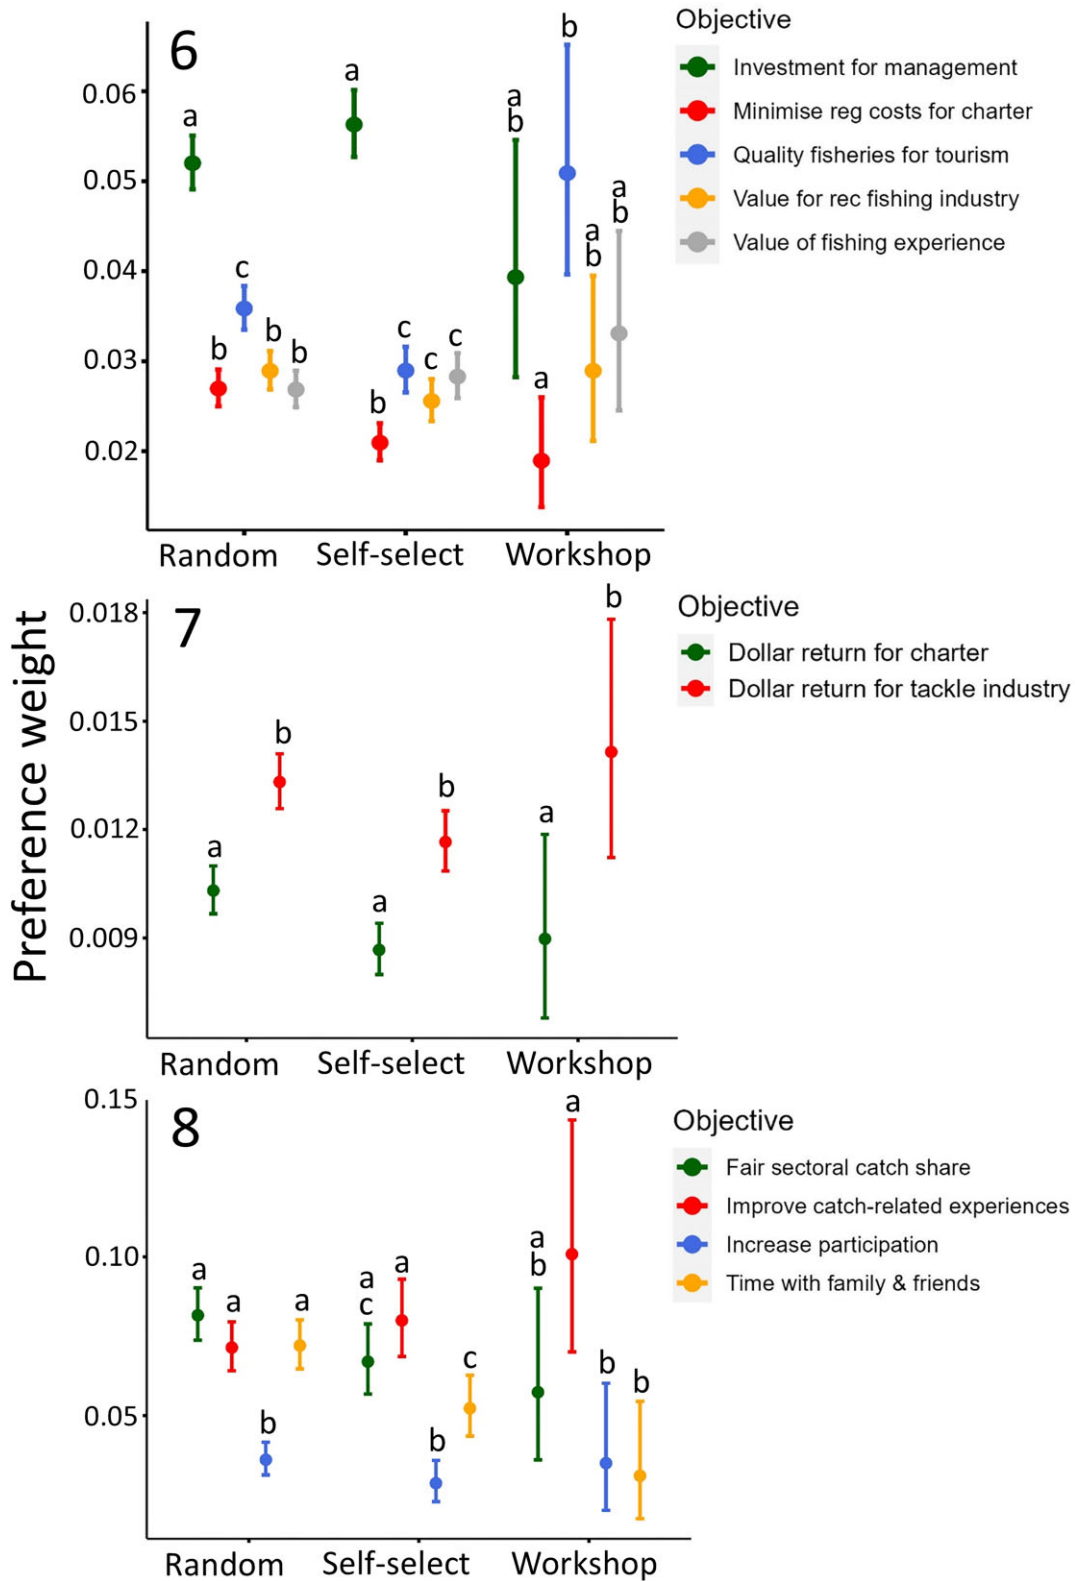 6
Objective
Investment for management
Minimise reg costs for charter
Quality fisheries for tourism
Value for rec fishing industry
Value of fishing experience
0.06
0.05
0.04
0.03
0.02
a
b
c
b
b
a
b
c
c
c
a
b
a
b
a
b
a
b
Random Self-select Workshop
Preference weight
7
Objective
Dollar return for charter
Dollar return for tackle industry
0.018
0.015
0.012
0.009
a
b
a
b
a
b
Random Self-select Workshop
8
Objective
Fair sectoral catch share
Improve catch-related experiences
Increase participation
Time with family & friends
0.15
0.10
0.05
a
a
b
a
a
c
a
b
c
a
b
a
b
b
Random Self-select Workshop